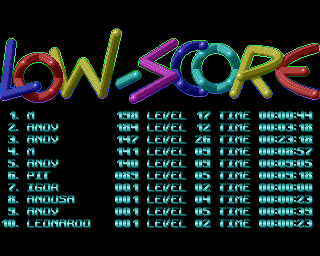 LOW-SCORE
1. M 198 LEVEL 17 TIME 00:00:44
2. ANDY 184 LEVEL 12 TIME 00:03:18
3. ANDY 147 LEVEL 26 TIME 00:23:18
4. M 141 LEVEL 09 TIME 00:08:57
5. ANDY 140 LEVEL 09 TIME 00:09:05
6. PIT 089 LEVEL 05 TIME 00:09:18
7. IGOR 001 LEVEL 02 TIME 00:00:00
8. ANOUSA 001 LEVEL 04 TIME 00:00:23
9. ANDY 001 LEVEL 05 TIME 00:00:39
10. LEONARDO 001 LEVEL 02 TIME 00:00:23